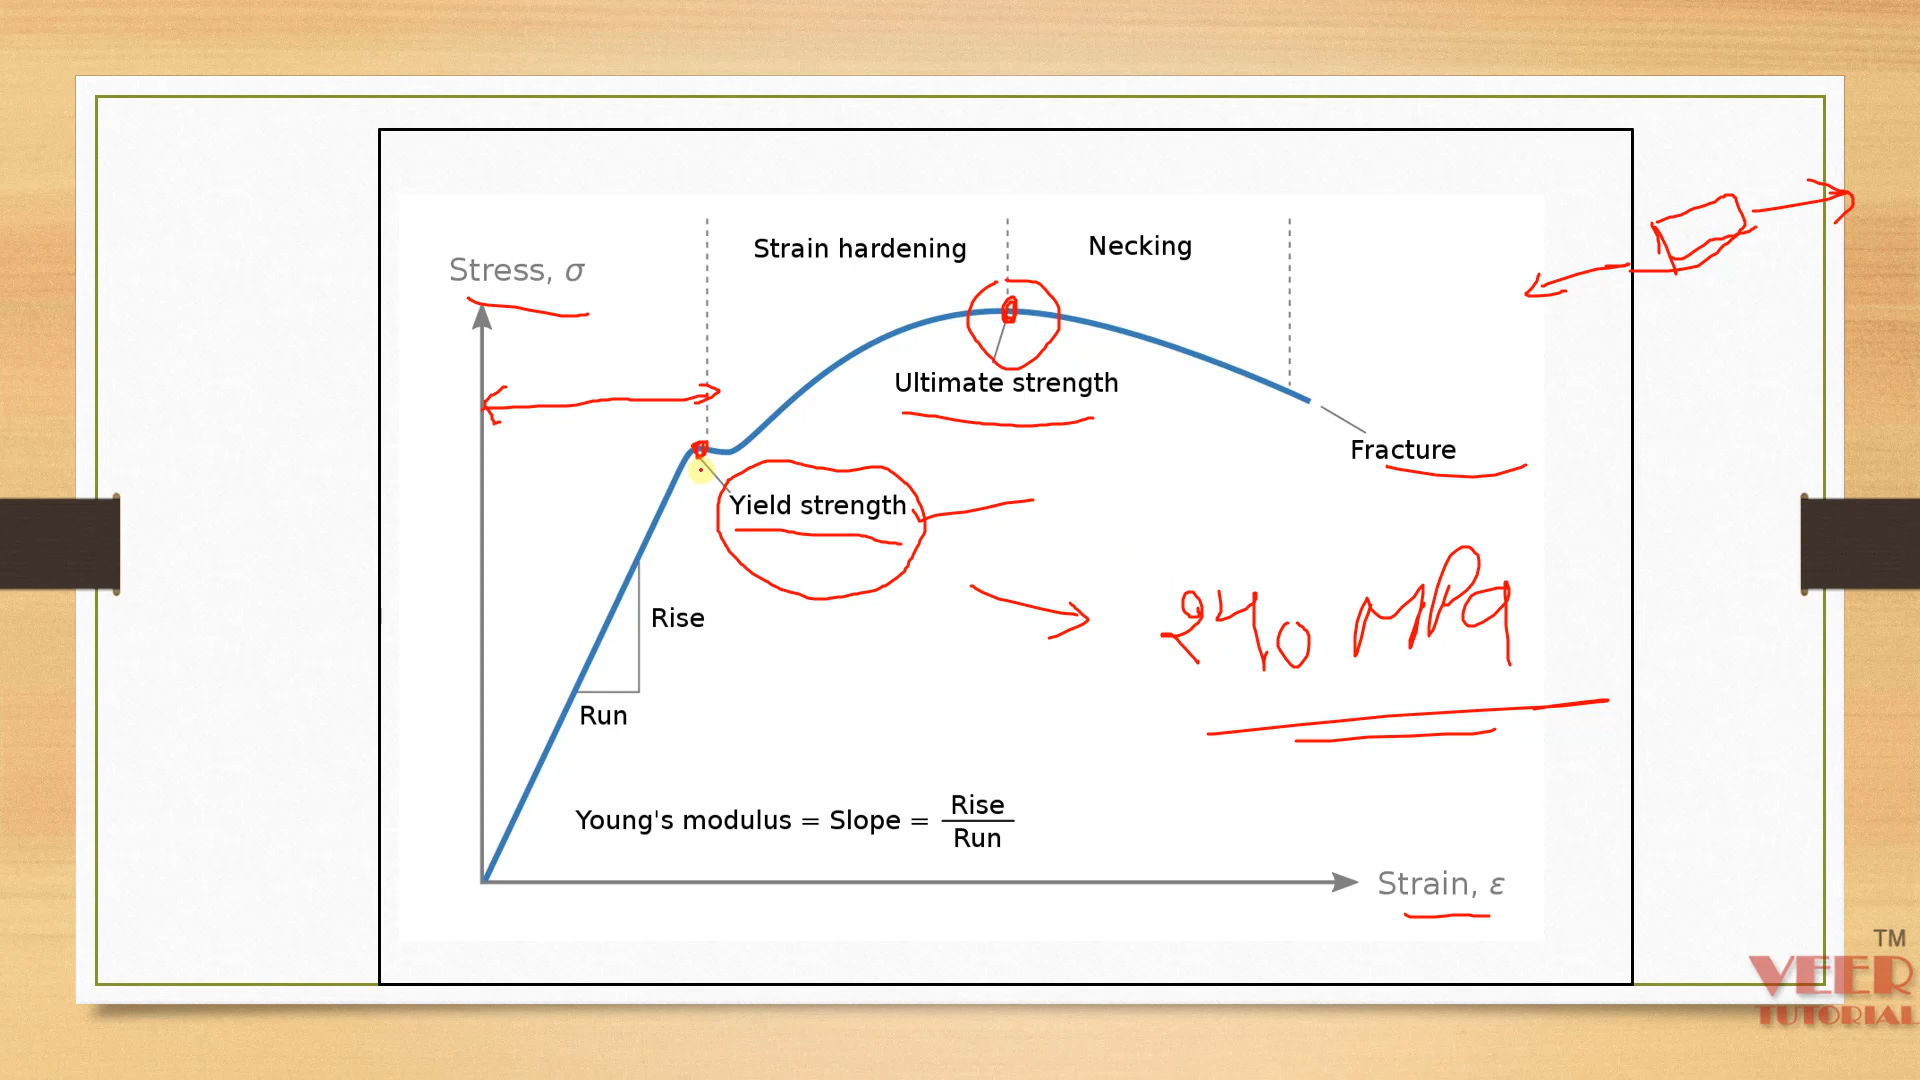 Strain hardening
Necking
Stress, σ
Ultimate strength
Fracture
Yield strength
240 MPa
Rise
Run
Young's modulus = Slope = Rise / Run
Strain, ε
TM
VEER
TUTORIAL